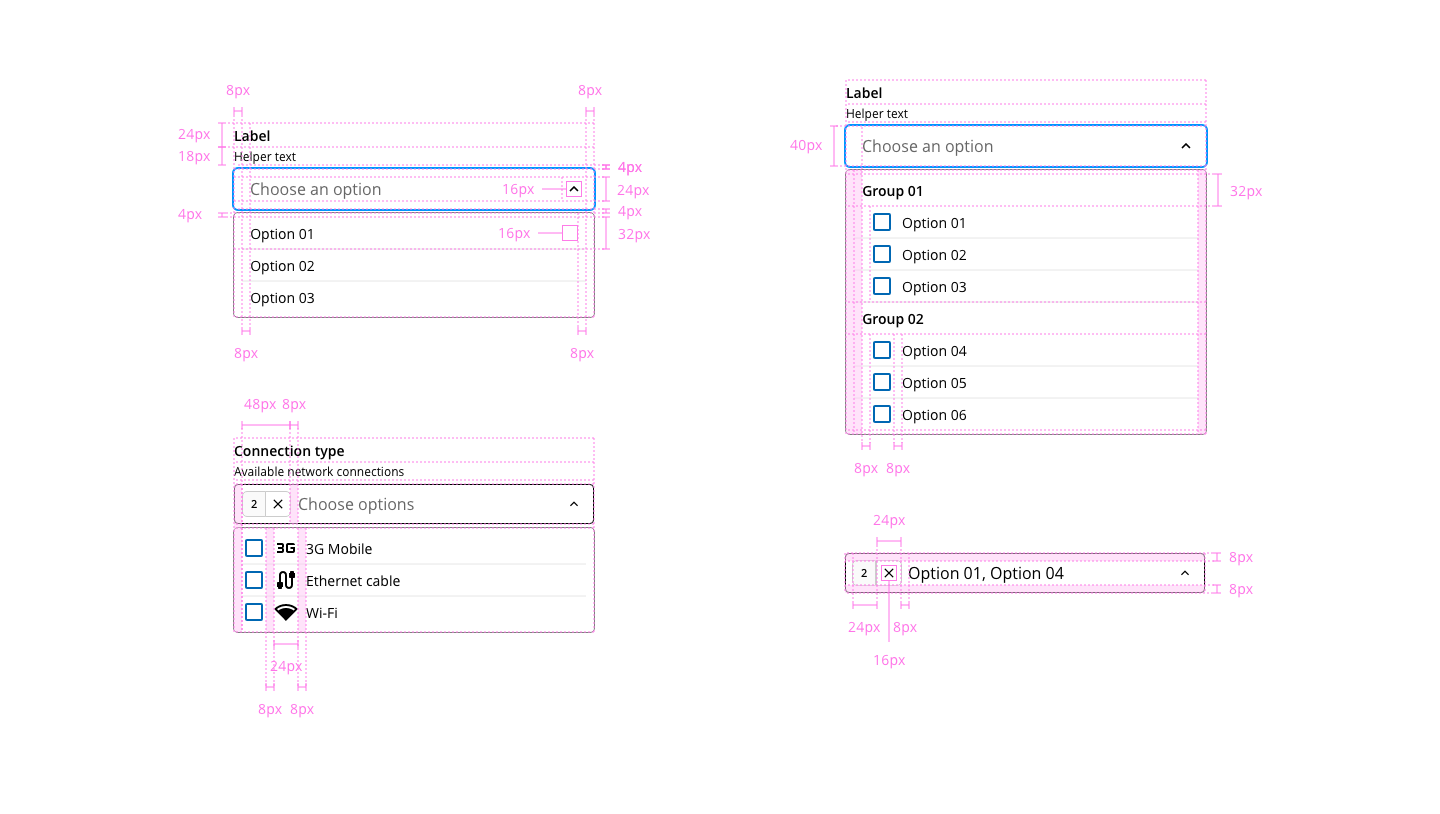 8px 8px
24px
Label
18px
Helper text
4px
Choose an option
16px
24px
4px
4px
Option 01
16px
32px
Option 02
Option 03
8px 8px
48px 8px
Connection type
Available network connections
2
Choose options
3G 3G Mobile
Ethernet cable
Wi-Fi
24px
8px 8px
Label
Helper text
40px
Choose an option
Group 01
32px
Option 01
Option 02
Option 03
Group 02
Option 04
Option 05
Option 06
8px 8px
24px
8px
2
Option 01, Option 04
8px
24px 8px
16px